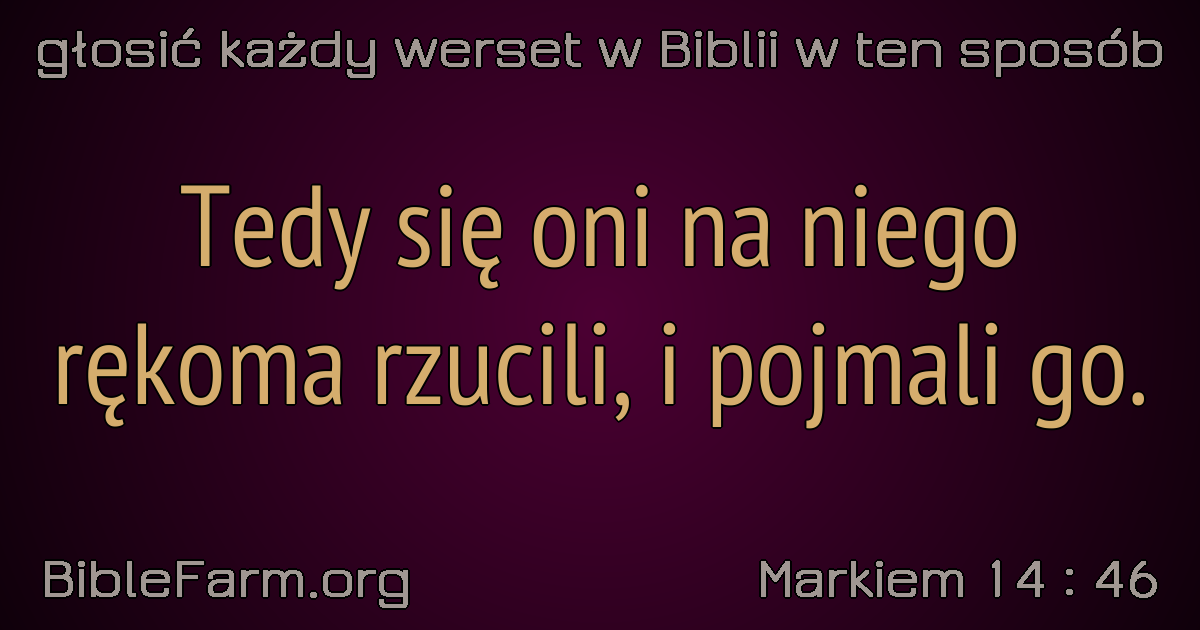 głosić każdy werset w Biblii w ten sposób
Tedy się oni na niego
rękoma rzucili, i pojmali go.
BibleFarm.org
Markiem 14 : 46